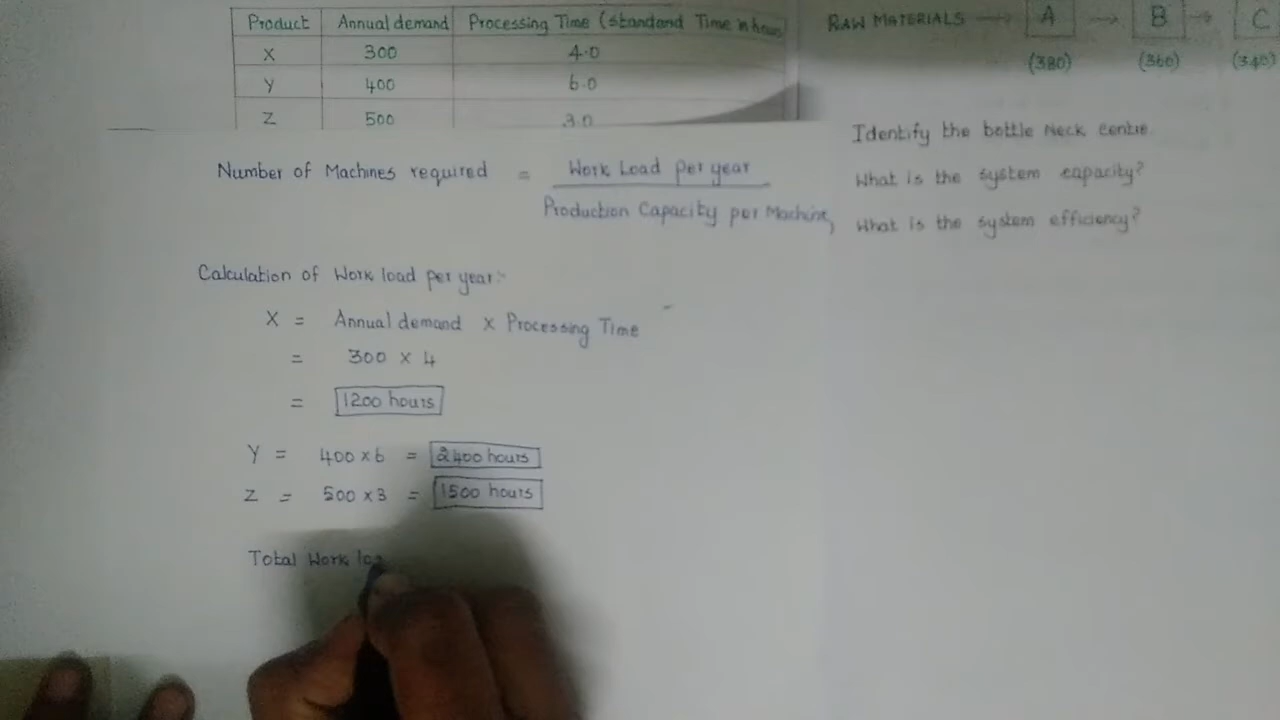 Product Annual demand Processing Time (Standand Time in hours)
X 300 4.0
Y 400 6.0
Z 500 3.0
Number of Machines required = Work Load per year
Production Capacity per Machine,
Calculation of Work load per year:-
X = Annual demand X Processing Time
= 300 X 4
= 1200 hours
Y = 400 x 6 = 2400 hours
Z = 500 x 3 = 1500 hours
Total Work loa
RAW MATERIALS → A → B → C
(380) (360) (340)
Identify the bottle Neck centre.
What is the system capacity?
What is the system efficiency?